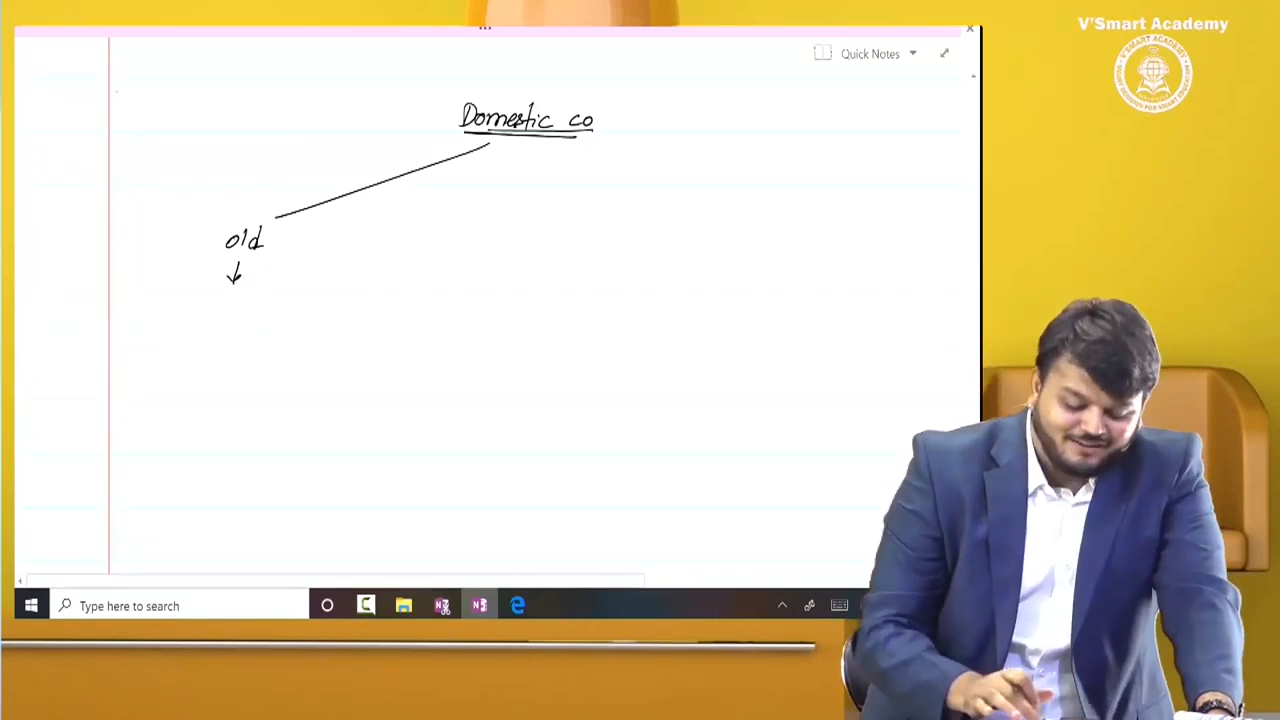 V'Smart Academy
Quick Notes
Domestic co
old
Type here to search